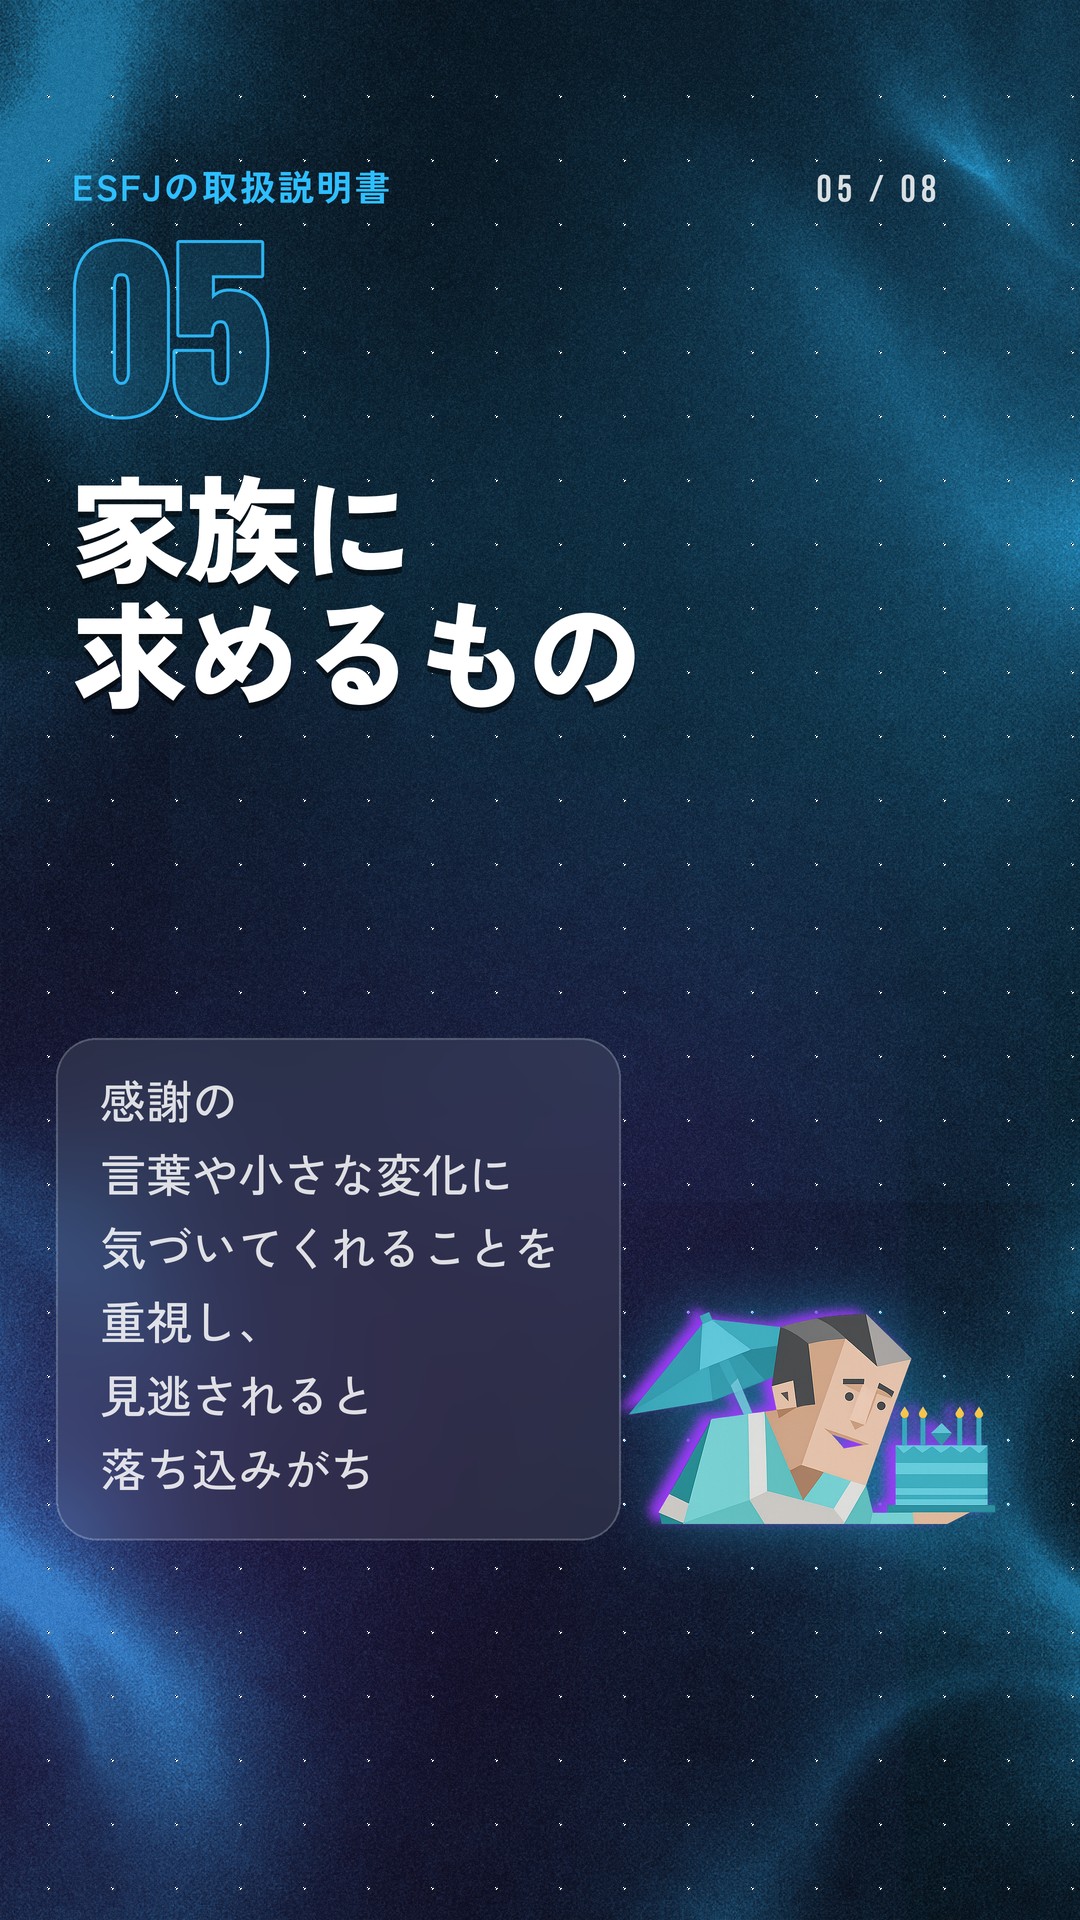 ESFJの取扱説明書
05 / 08
05
家族に
求めるもの
感謝の
言葉や小さな変化に
気づいてくれることを
重視し、
見逃されると
落ち込みがち